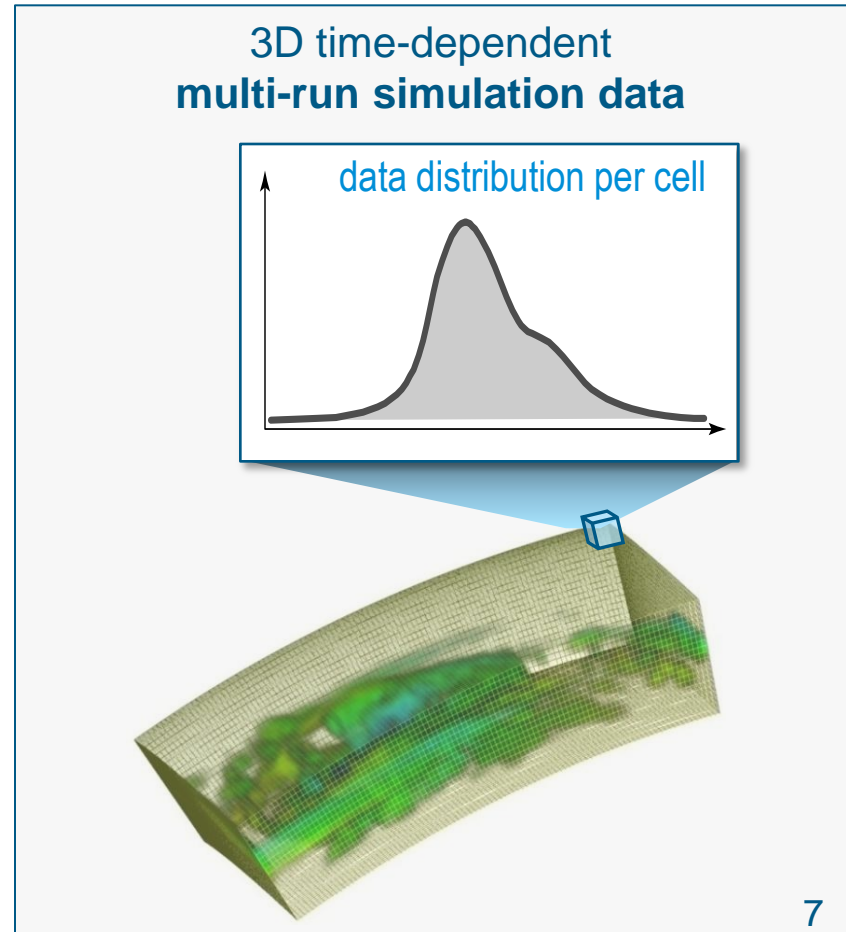 3D time-dependent
multi-run simulation data
data distribution per cell
7